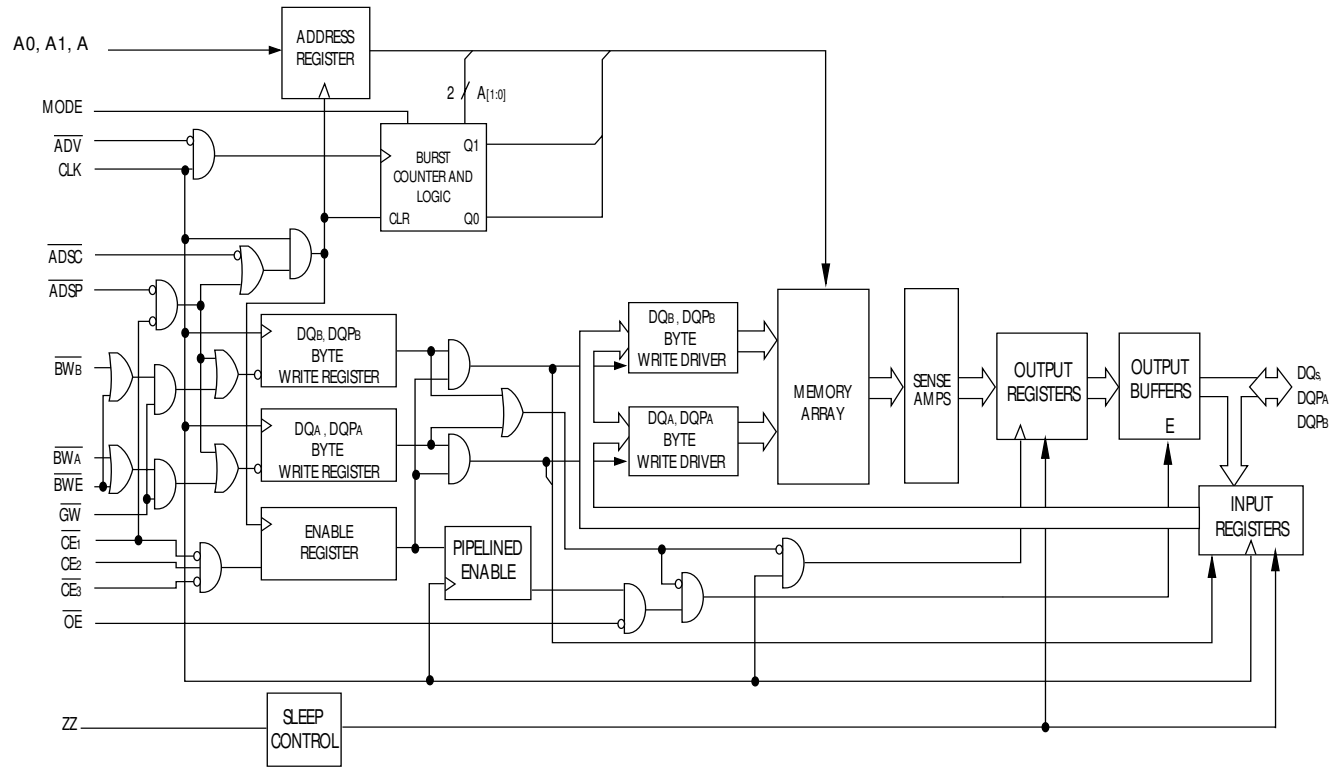 A0, A1, A
ADDRESS
REGISTER
MODE
2
A[1:0]
ADV
CLK
BURST
COUNTER AND
LOGIC
Q1
CLR
Q0
ADSC
ADSP
DQB, DQPB
BYTE
WRITE REGISTER
DQB, DQPB
BYTE
WRITE DRIVER
MEMORY
ARRAY
SENSE
AMPS
OUTPUT
REGISTERS
OUTPUT
BUFFERS
E
DQs,
DQPA
DQPB
BWB
DQA, DQPA
BYTE
WRITE REGISTER
DQA, DQPA
BYTE
WRITE DRIVER
BWA
BWE
GW
CE1
CE2
CE3
ENABLE
REGISTER
PIPELINED
ENABLE
INPUT
REGISTERS
OE
ZZ
SLEEP
CONTROL